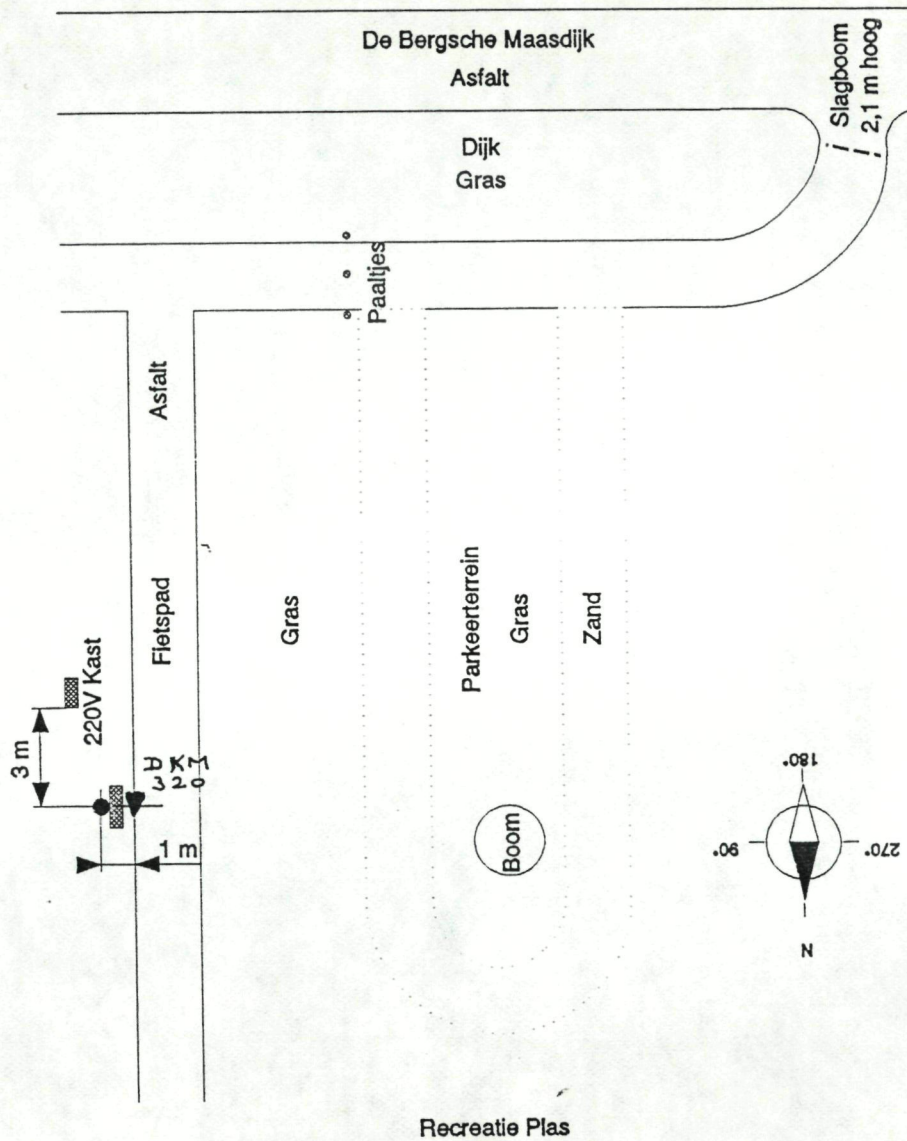 De Bergsche Maasdijk
Asfalt
Slagboom
2,1 m hoog
Dijk
Gras
Paaltjes
Asfalt
Fietspad
Gras
Parkeerterrein
Gras
Zand
220V Kast
3 m
320
1 m
Boom
180°
90°
270°
N
Recreatie Plas